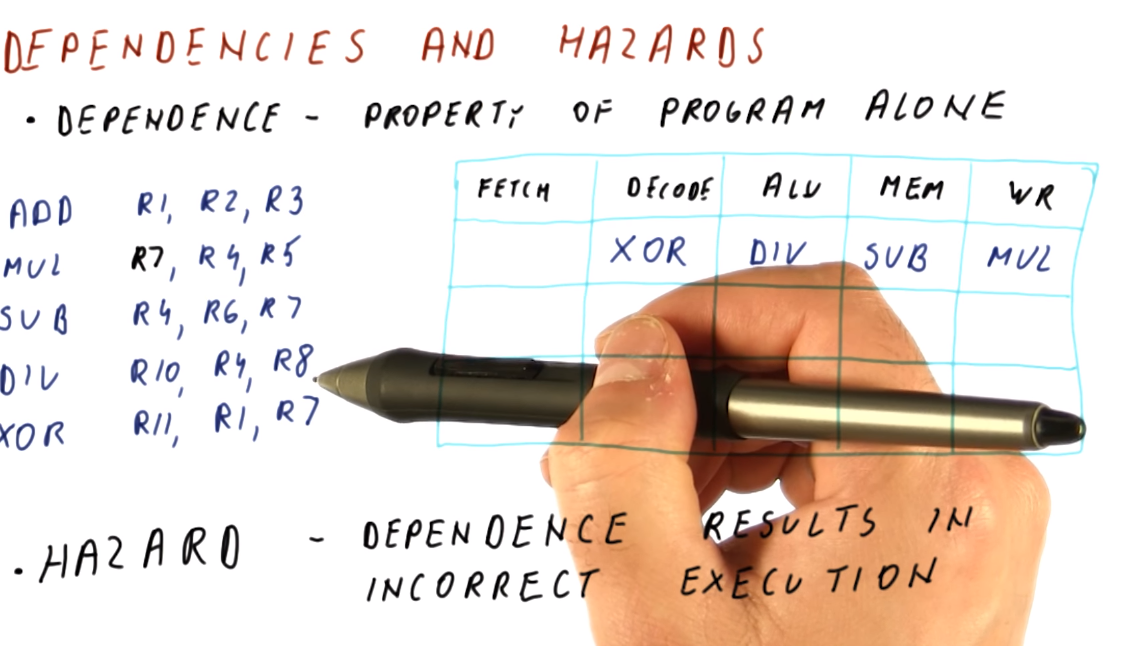 DEPENDENCIES AND HAZARDS
• DEPENDENCE - PROPERTY OF PROGRAM ALONE
ADD R1, R2, R3
MUL R7, R4, R5
SUB R4, R6, R7
DIV R10, R4, R8
XOR R11, R1, R7
FETCH DECODE ALU MEM WR
XOR DIV SUB MUL
• HAZARD - DEPENDENCE RESULTS IN
INCORRECT EXECUTION